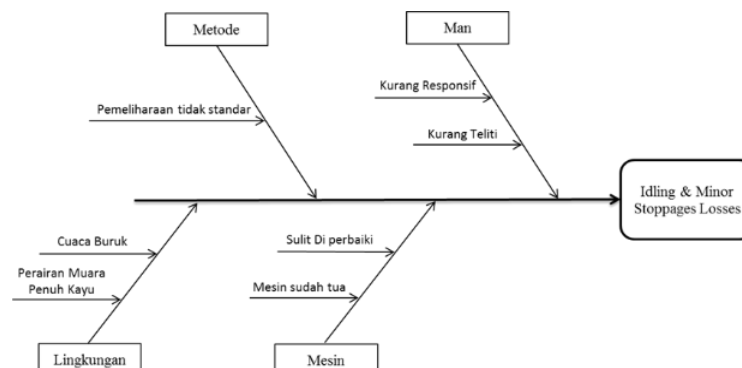 Metode
Man
Kurang Responsif
Pemeliharaan tidak standar
Kurang Teliti
Idling & Minor
Stoppages Losses
Cuaca Buruk
Sulit Di perbaiki
Perairan Muara
Penuh Kayu
Mesin sudah tua
Lingkungan
Mesin